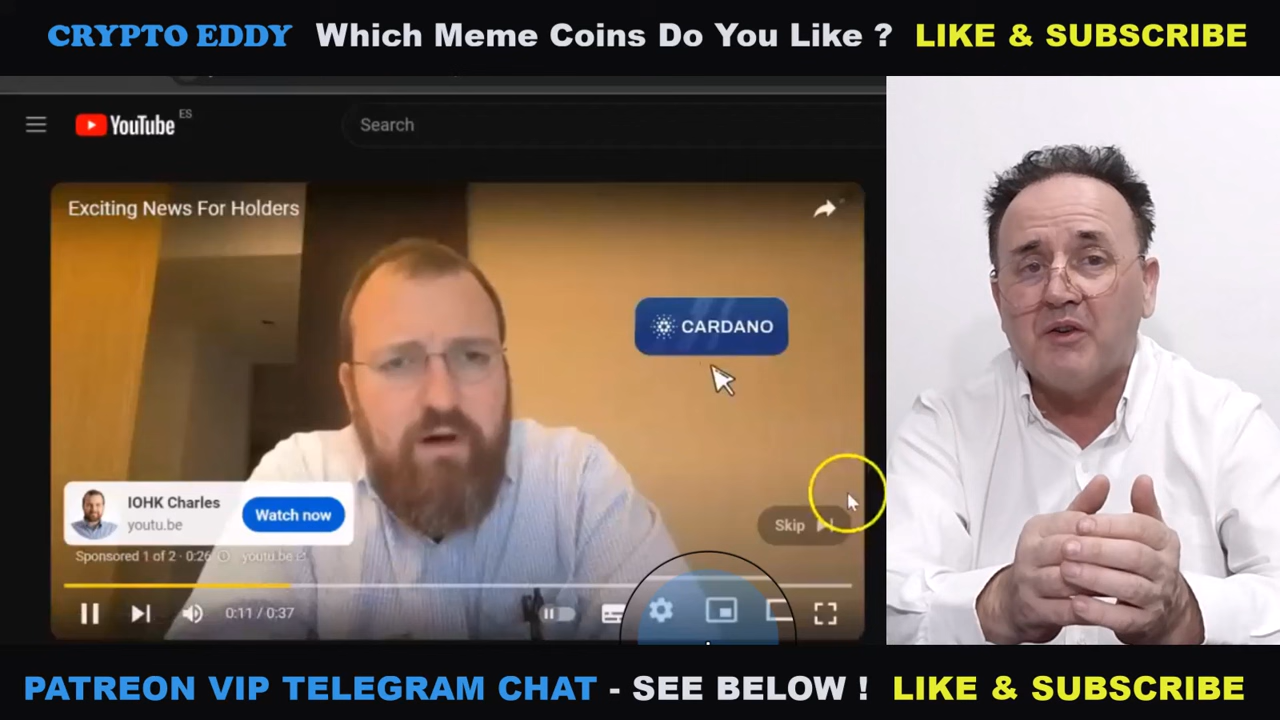 CRYPTO EDDY Which Meme Coins Do You Like ? LIKE & SUBSCRIBE
YouTube ES
Search
Exciting News For Holders
CARDANO
IOHK Charles
youtu.be
Watch now
Skip
Sponsored 1 of 2 · 0:26 youtu.be
0:11 / 0:37
PATREON VIP TELEGRAM CHAT - SEE BELOW ! LIKE & SUBSCRIBE